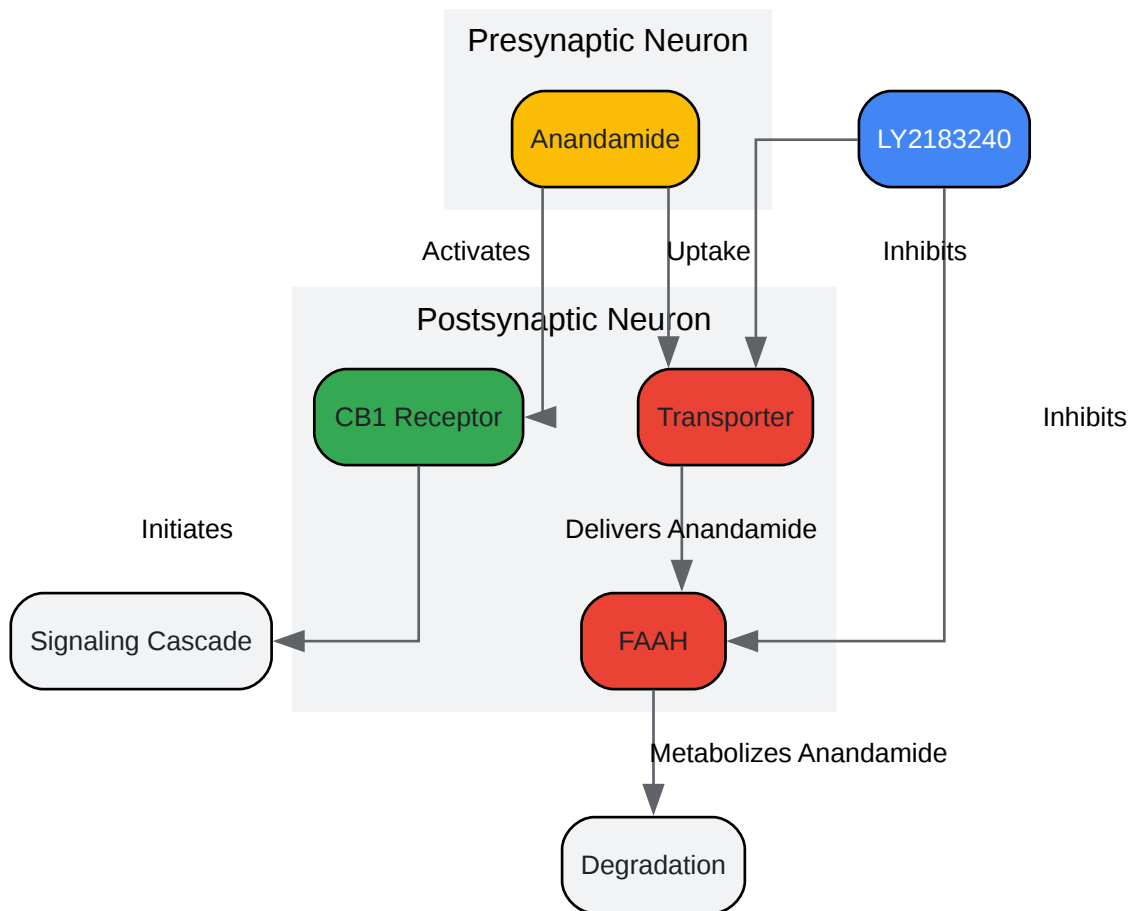 Presynaptic Neuron
Anandamide
LY2183240
Activates
Uptake
Inhibits
Postsynaptic Neuron
CB1 Receptor
Transporter
Inhibits
Initiates
Delivers Anandamide
Signaling Cascade
FAAH
Metabolizes Anandamide
Degradation